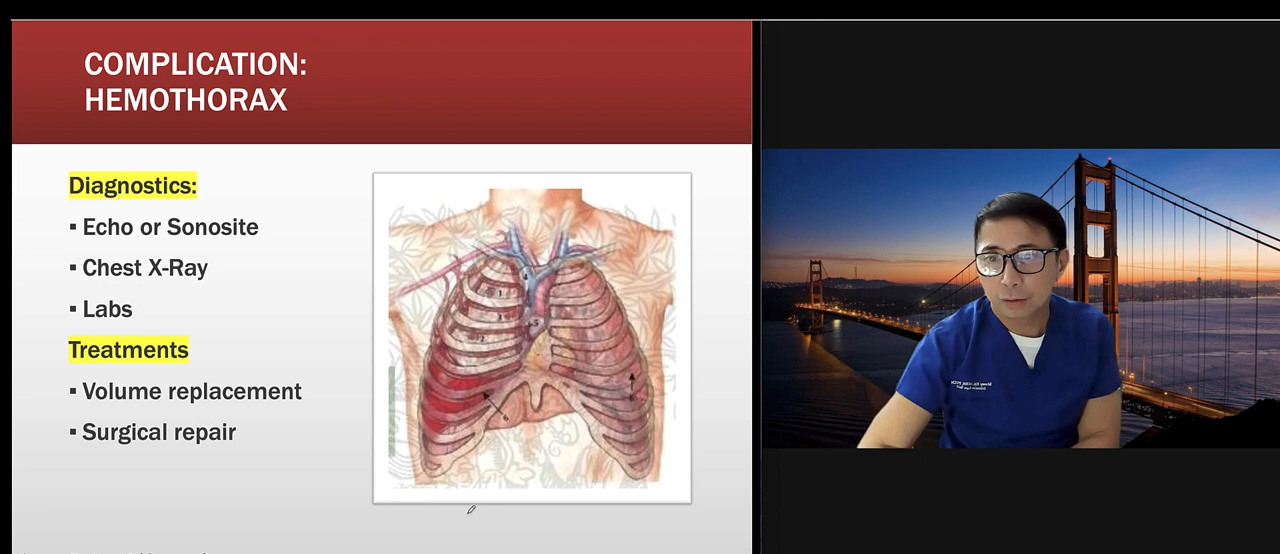 COMPLICATION:
HEMOTHORAX
Diagnostics:
▪ Echo or Sonosite
▪ Chest X-Ray
▪ Labs
Treatments
▪ Volume replacement
▪ Surgical repair